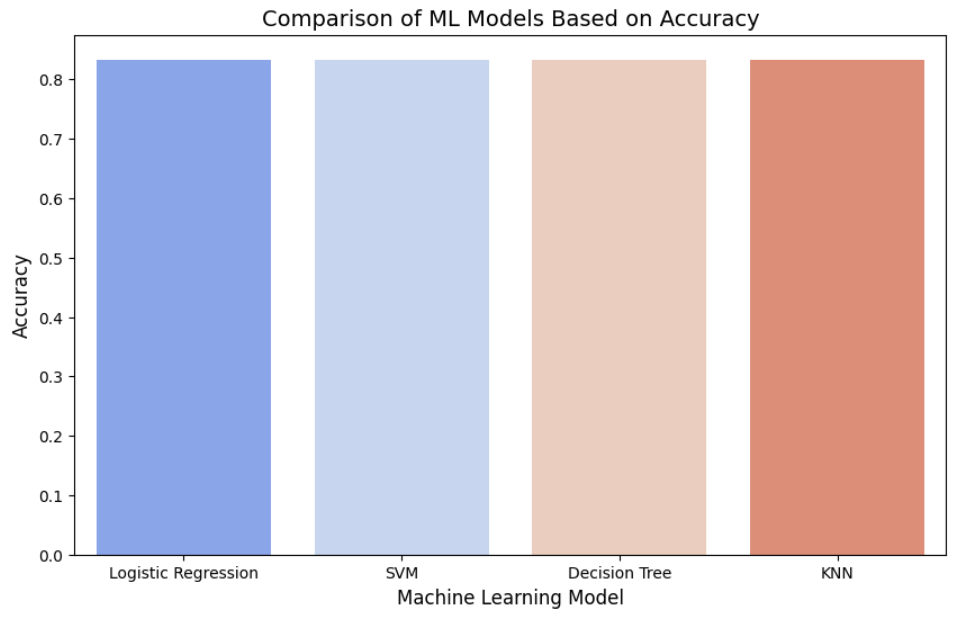 Comparison of ML Models Based on Accuracy
Accuracy
0.8
0.7
0.6
0.5
0.4
0.3
0.2
0.1
0.0
Logistic Regression
SVM
Decision Tree
KNN
Machine Learning Model